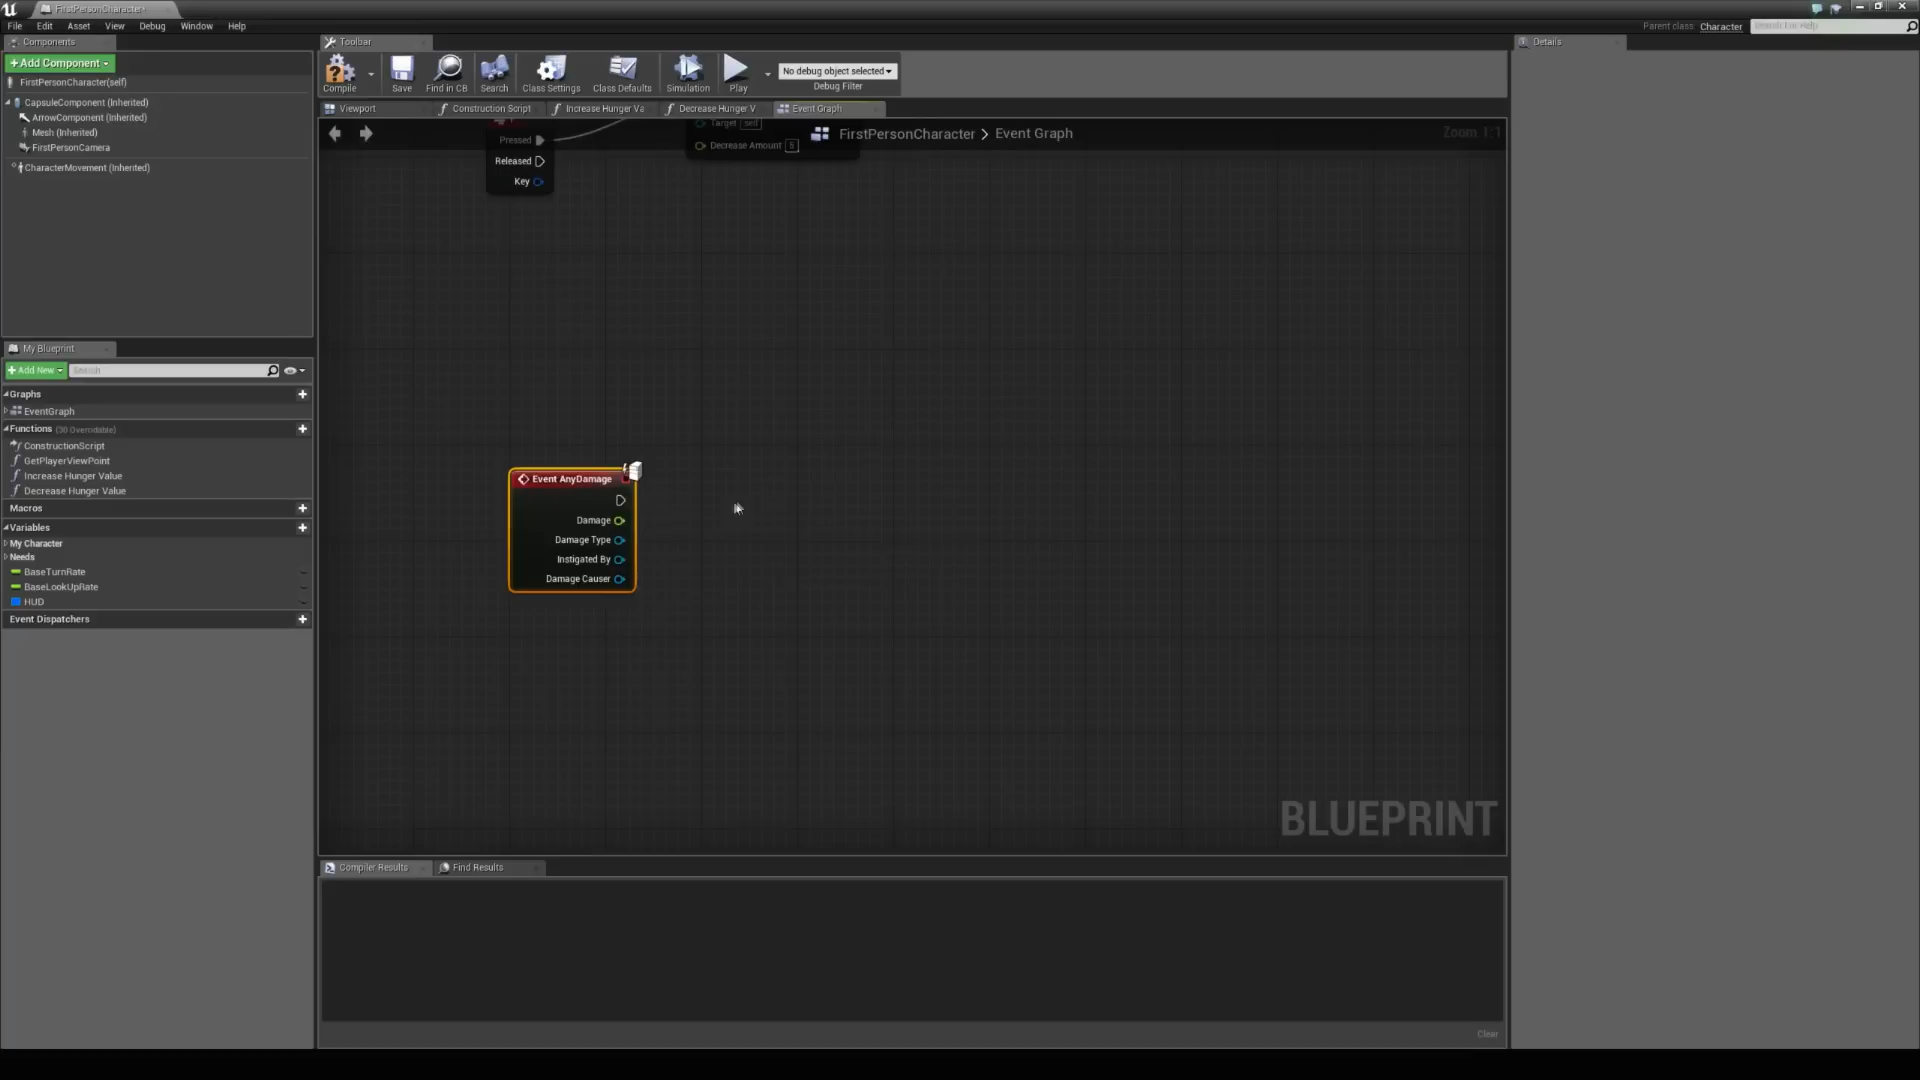 FirstPersonCharacter*
File Edit Asset View Debug Window Help
Parent class: Character
Components
Toolbar
Details
+Add Component
FirstPersonCharacter(self)
CapsuleComponent (Inherited)
ArrowComponent (Inherited)
Mesh (Inherited)
FirstPersonCamera
CharacterMovement (Inherited)
Compile
Save
Find in CB
Search
Class Settings
Class Defaults
Simulation
Play
No debug object selected
Debug Filter
Viewport
Construction Script
Increase Hunger Va
Decrease Hunger V
Event Graph
FirstPersonCharacter > Event Graph
Zoom 1:1
Pressed
Released
Key
Target self
Decrease Amount 5
My Blueprint
+Add New
Search
Graphs
EventGraph
Functions (30 Overridable)
ConstructionScript
GetPlayerViewPoint
Increase Hunger Value
Decrease Hunger Value
Macros
Variables
My Character
Needs
BaseTurnRate
BaseLookUpRate
HUD
Event Dispatchers
Event AnyDamage
Damage
Damage Type
Instigated By
Damage Causer
BLUEPRINT
Compiler Results
Find Results
Clear